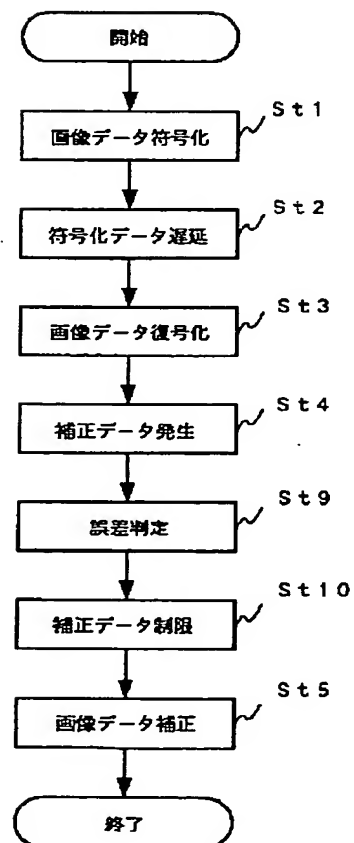 開始
St1
画像データ符号化
St2
符号化データ遅延
St3
画像データ復号化
St4
補正データ発生
St9
誤差判定
St10
補正データ制限
St5
画像データ補正
終了